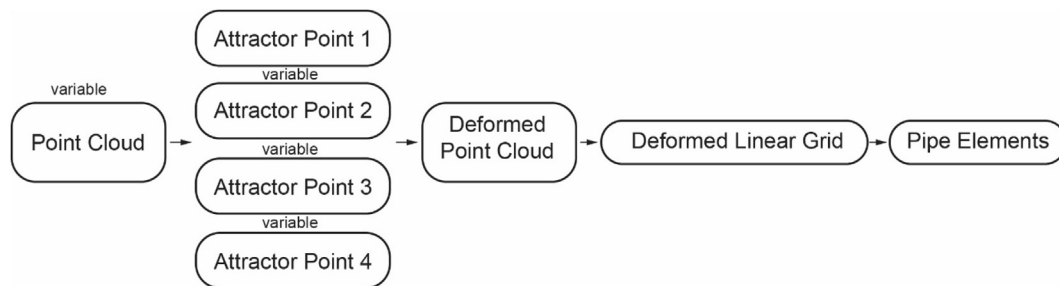 variable
Point Cloud
Attractor Point 1
variable
Attractor Point 2
variable
Attractor Point 3
variable
Attractor Point 4
Deformed
Point Cloud
Deformed Linear Grid
Pipe Elements